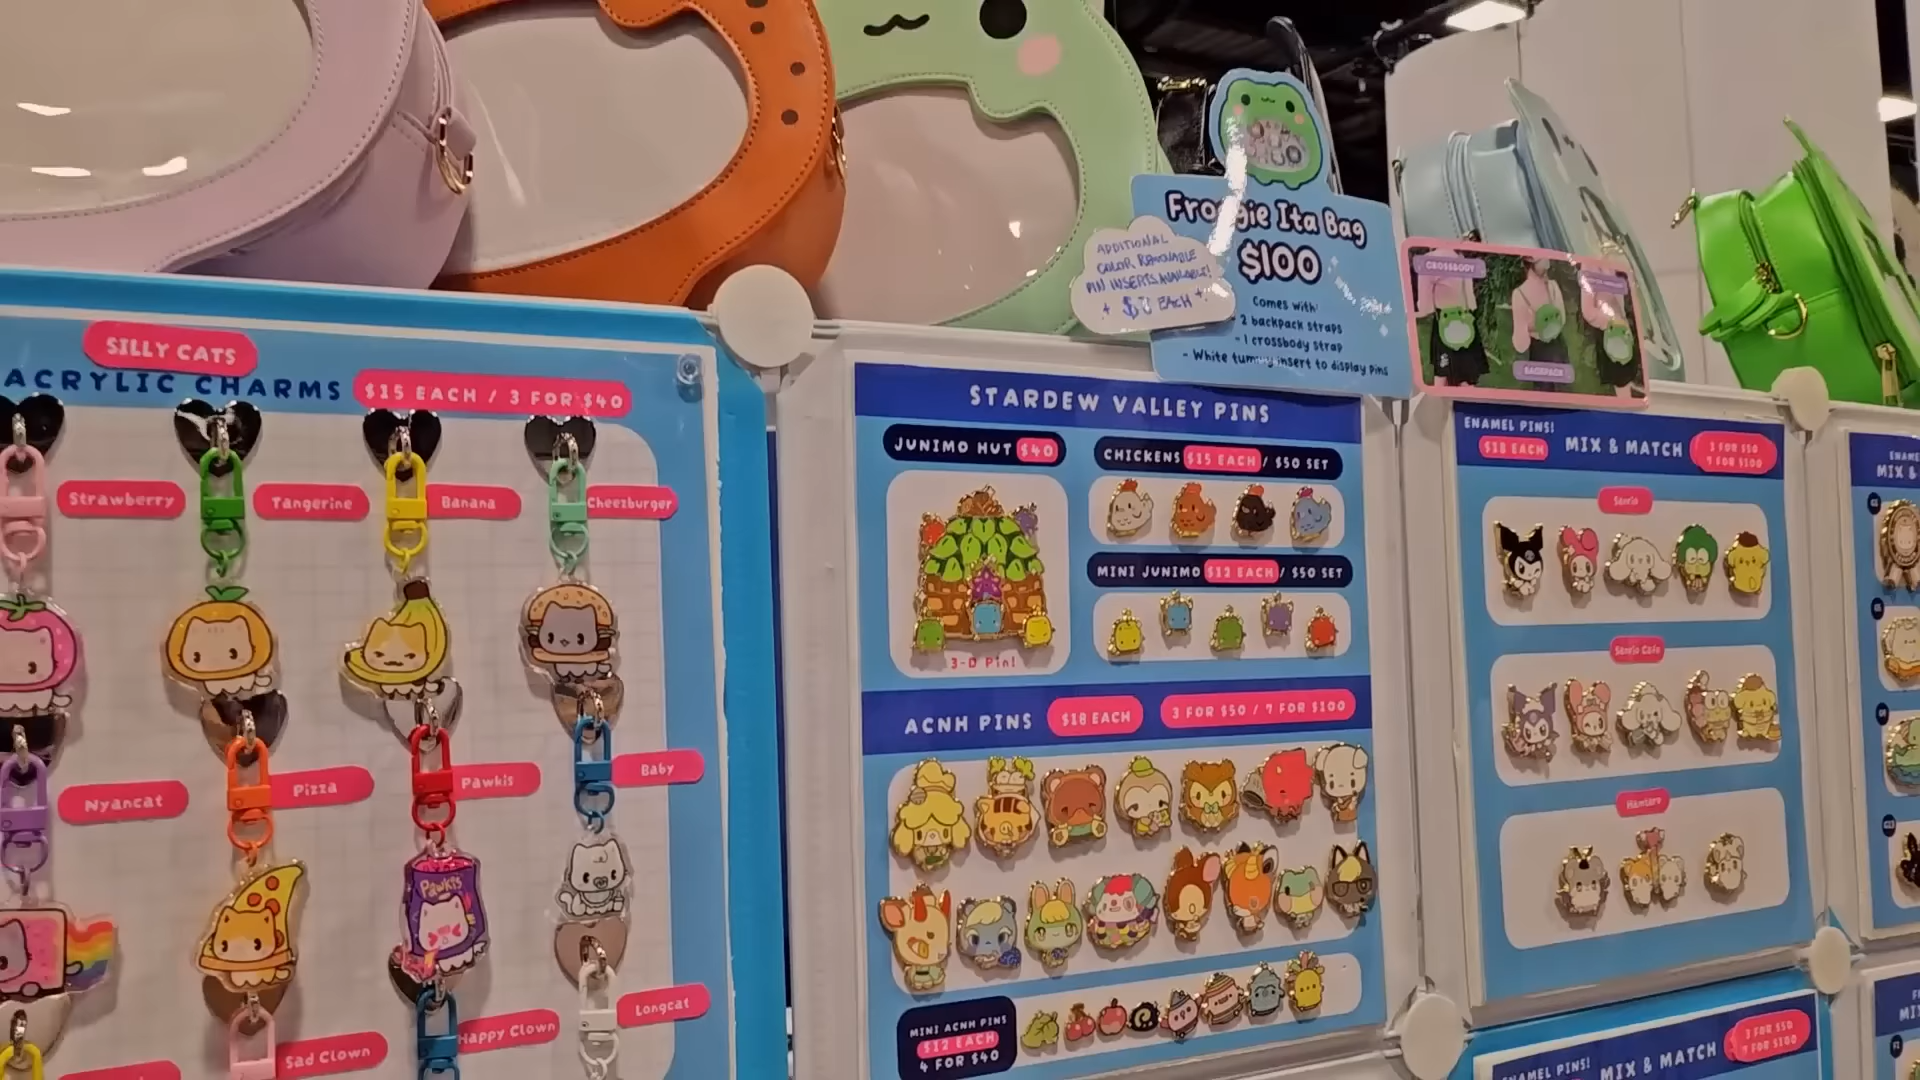 SILLY CATS
ACRYLIC CHARMS
$15 EACH / 3 FOR $40
Strawberry
Tangerine
Banana
Cheezburger
Nyancat
Pizza
Pawkis
Baby
Pawkis
Sad Clown
Happy Clown
Longcat
Froggie Ita Bag
$100
Comes with:
- 2 backpack straps
- 1 crossbody strap
- White tummy insert to display pins
ADDITIONAL
COLOR REMOVABLE
PIN INSERTS AVAILABLE!
EACH
CROSSBODY
BACKPACK
STARDEW VALLEY PINS
JUNIMO HUT $40
3-D Pin!
CHICKENS $15 EACH / $50 SET
MINI JUNIMO $12 EACH / $50 SET
ACNH PINS
$18 EACH
3 FOR $50 / 7 FOR $100
MINI ACNH PINS
$12 EACH
4 FOR $40
ENAMEL PINS!
$18 EACH
MIX & MATCH
3 FOR $50
7 FOR $100
Sanrio
Sanrio Cafe
Hamtaro
ENAMEL PINS!
MIX & MATCH
3 FOR $50
7 FOR $100